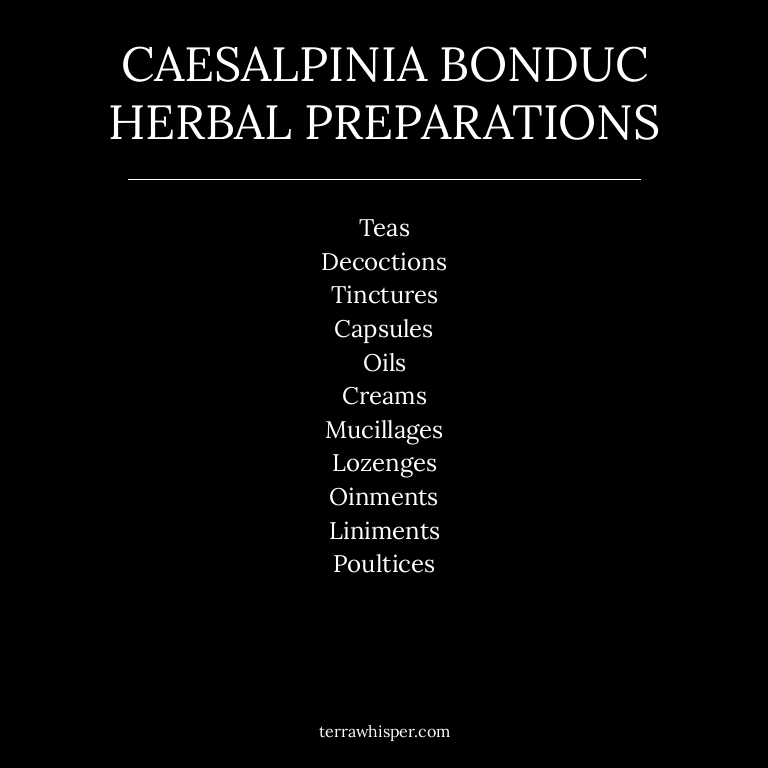 CAESALPINIA BONDUC
HERBAL PREPARATIONS
Teas
Decoctions
Tinctures
Capsules
Oils
Creams
Mucillages
Lozenges
Oinments
Liniments
Poultices
terrawhisper.com